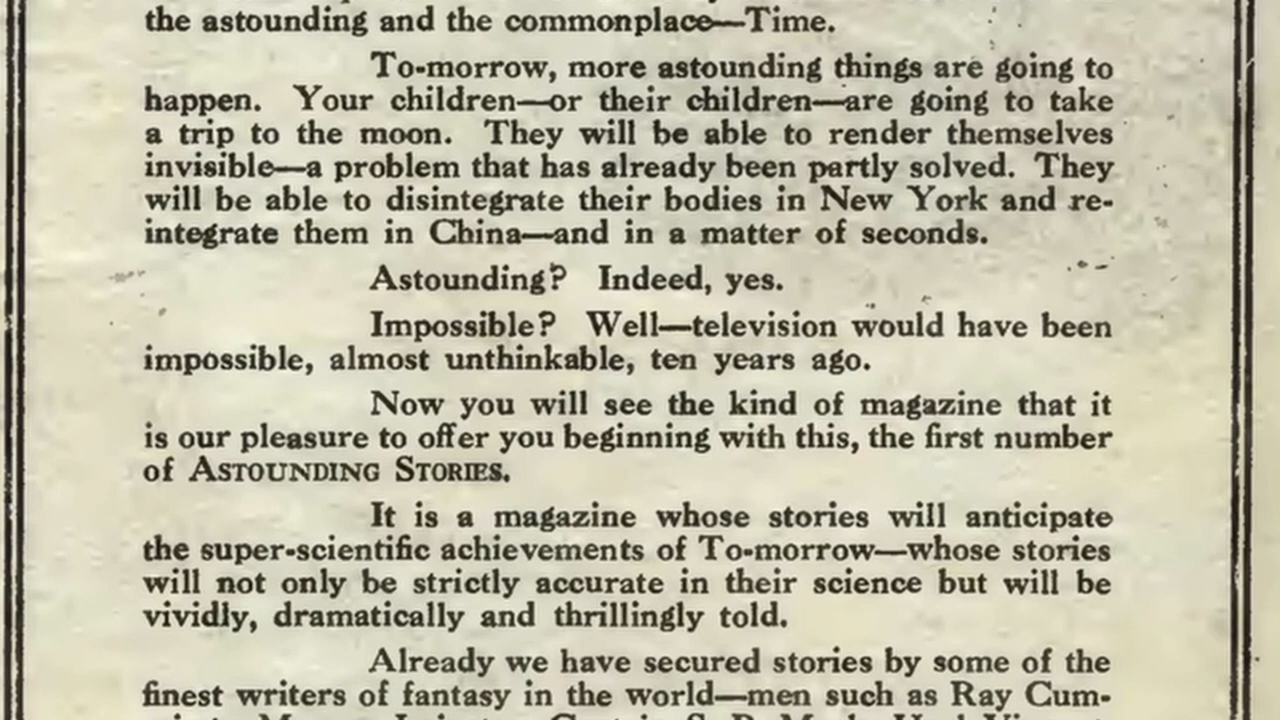 the astounding and the commonplace—Time.
To-morrow, more astounding things are going to
happen. Your children—or their children—are going to take
a trip to the moon. They will be able to render themselves
invisible—a problem that has already been partly solved. They
will be able to disintegrate their bodies in New York and re-
integrate them in China—and in a matter of seconds.
Astounding? Indeed, yes.
Impossible? Well—television would have been
impossible, almost unthinkable, ten years ago.
Now you will see the kind of magazine that it
is our pleasure to offer you beginning with this, the first number
of ASTOUNDING STORIES.
It is a magazine whose stories will anticipate
the super-scientific achievements of To-morrow—whose stories
will not only be strictly accurate in their science but will be
vividly, dramatically and thrillingly told.
Already we have secured stories by some of the
finest writers of fantasy in the world—men such as Ray Cum-